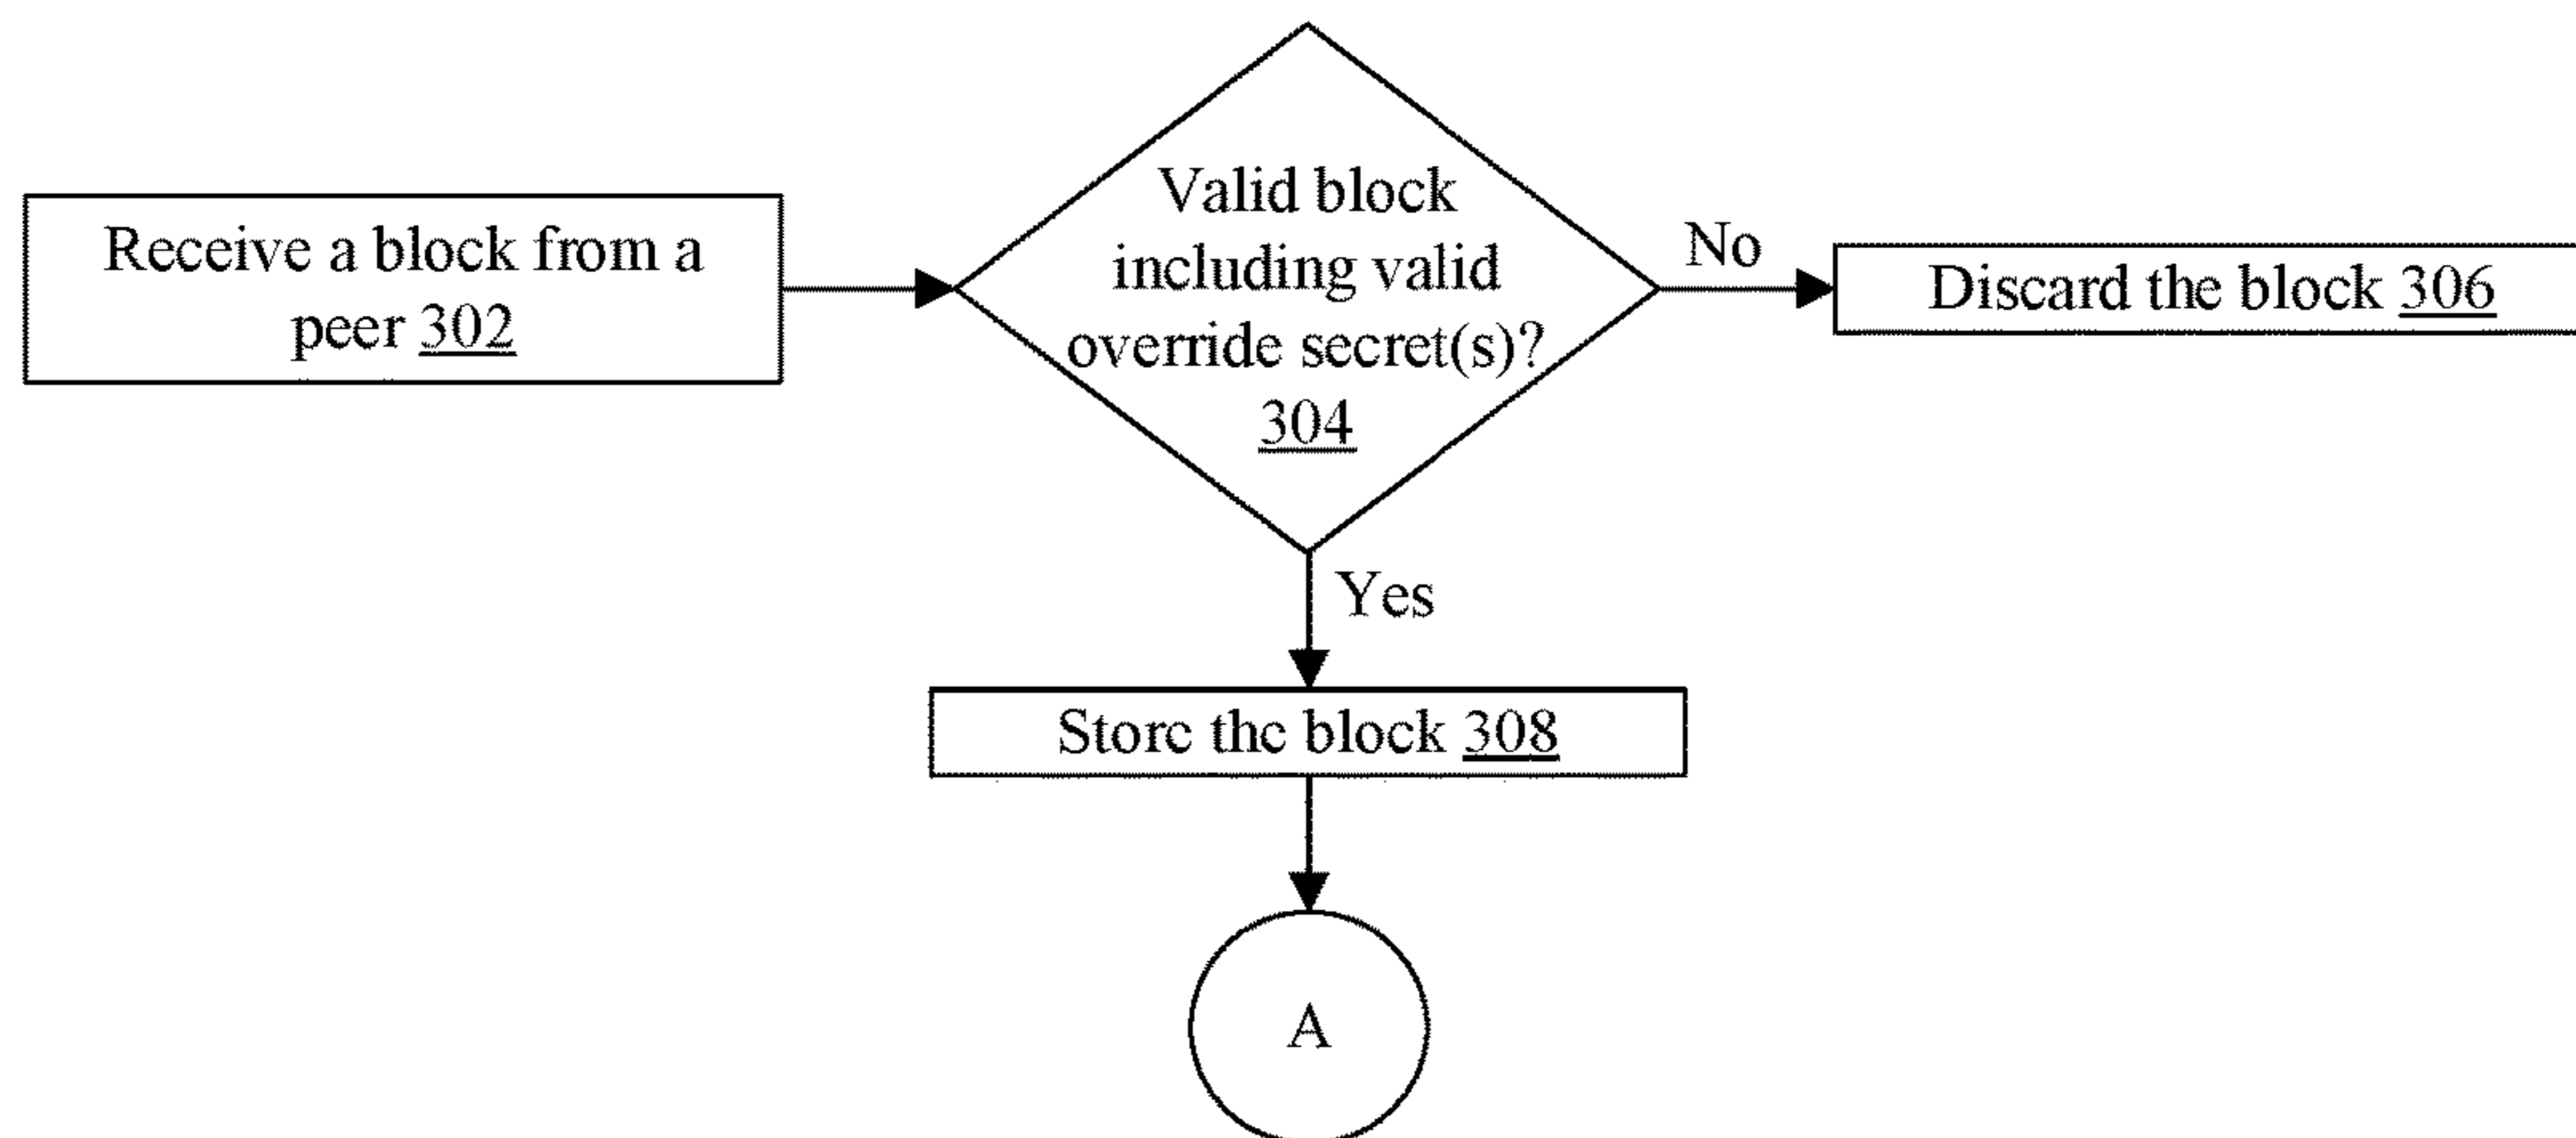 Receive a block from a
peer 302
Valid block
including valid
override secret(s)?
304
No
Discard the block 306
Yes
Store the block 308
A